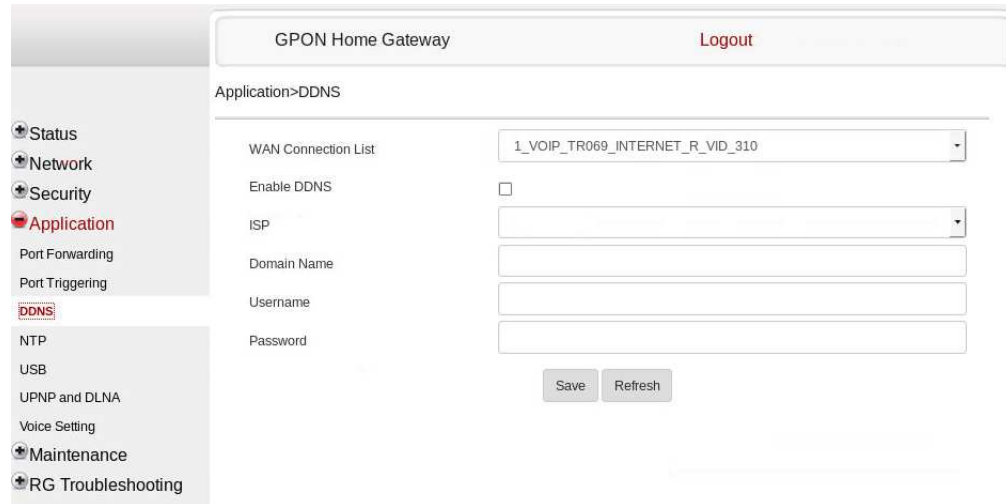 GPON Home Gateway Logout
Application>DDNS
Status
Network
Security
Application
Port Forwarding
Port Triggering
DDNS
NTP
USB
UPNP and DLNA
Voice Setting
Maintenance
RG Troubleshooting
WAN Connection List 1_VOIP_TR069_INTERNET_R_VID_310
Enable DDNS
ISP
Domain Name
Username
Password
Save Refresh